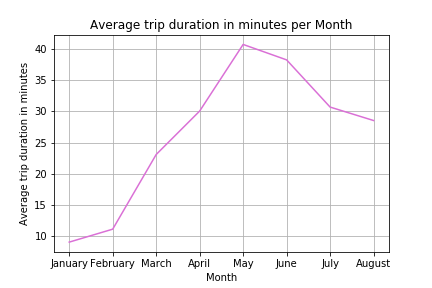 Average trip duration in minutes per Month
Average trip duration in minutes
40
35
30
25
20
15
10
January February March April May June July August
Month